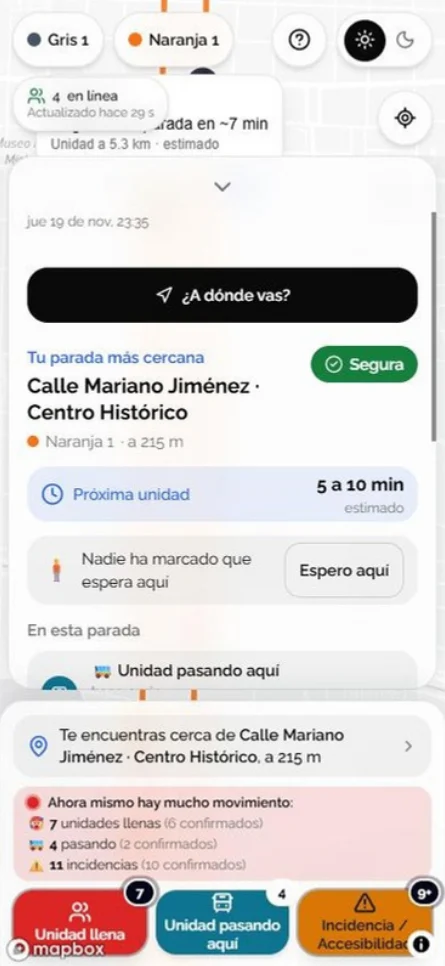 Gris 1
Naranja 1
4 en línea
Actualizado hace 29 s
rada en ~7 min
Unidad a 5.3 km · estimado
jue 19 de nov, 23:35
¿A dónde vas?
Tu parada más cercana
Segura
Calle Mariano Jiménez ·
Centro Histórico
Naranja 1 · a 215 m
Próxima unidad
5 a 10 min
estimado
Nadie ha marcado que
espera aquí
Espero aquí
En esta parada
Unidad pasando aquí
Te encuentras cerca de Calle Mariano
Jiménez · Centro Histórico, a 215 m
Ahora mismo hay mucho movimiento:
7 unidades llenas (6 confirmados)
4 pasando (2 confirmados)
11 incidencias (10 confirmados)
7
4
9+
Unidad llena
Unidad pasando
aquí
Incidencia /
Accesibilidad
mapbox